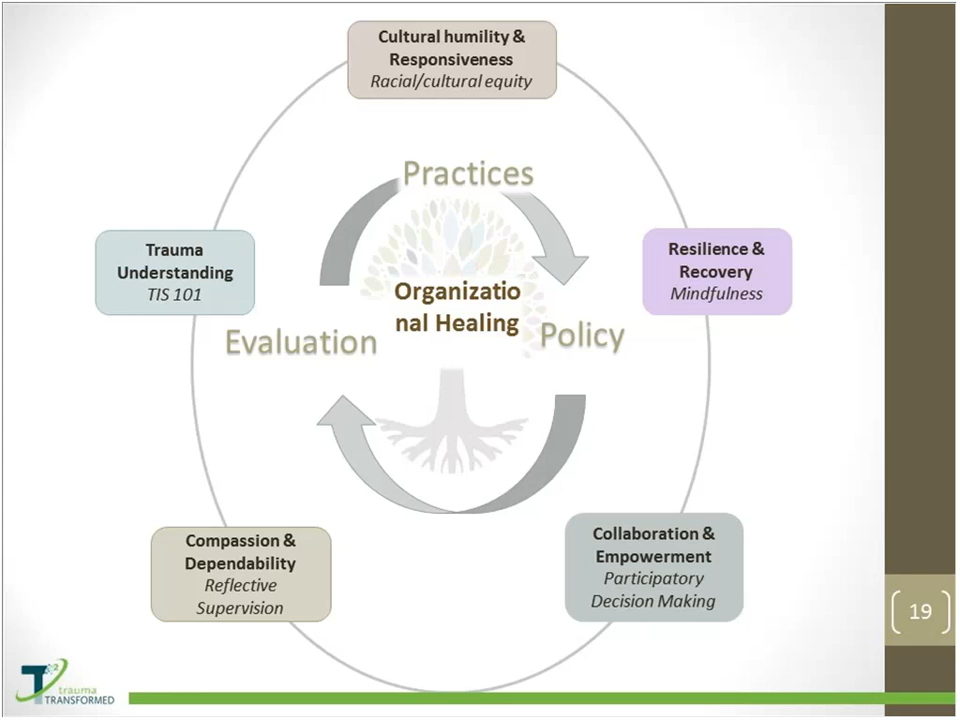 Cultural humility &
Responsiveness
Racial/cultural equity
Practices
Trauma
Understanding
TIS 101
Resilience &
Recovery
Mindfulness
Organizatio
nal Healing
Evaluation
Policy
Compassion &
Dependability
Reflective
Supervision
Collaboration &
Empowerment
Participatory
Decision Making
19
T2
trauma
TRANSFORMED